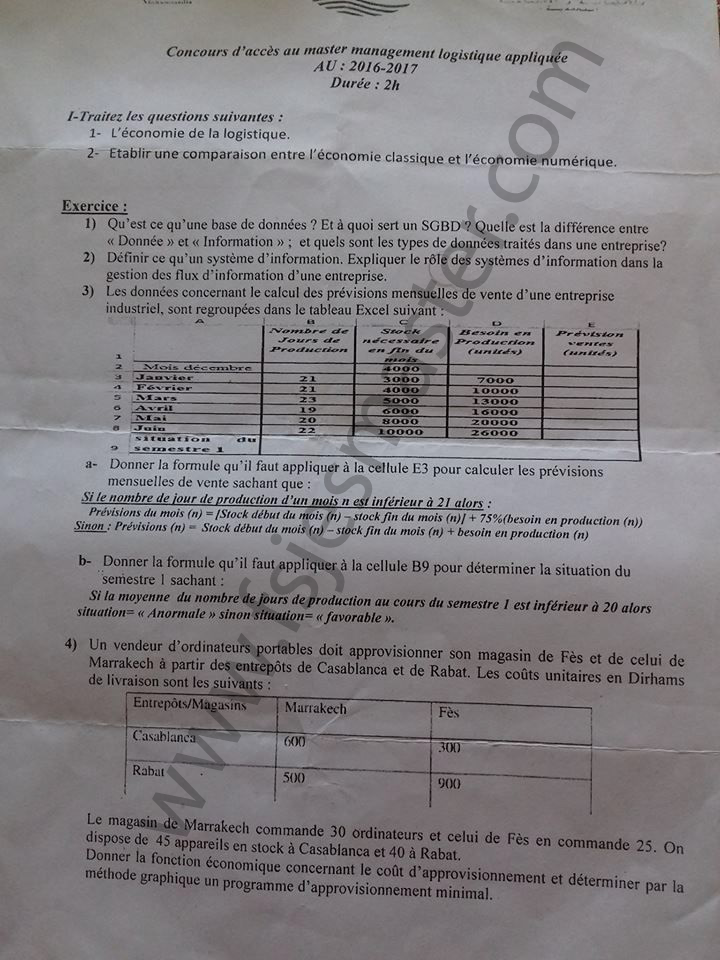 Concours d'accès au master management logistique appliquée
AU : 2016-2017
Durée : 2h
I-Traitez les questions suivantes :
1- L'économie de la logistique.
2- Etablir une comparaison entre l'économie classique et l'économie numérique.
Exercice :
1) Qu'est ce qu'une base de données ? Et à quoi sert un SGBD ? Quelle est la différence entre
« Donnée » et « Information » ; et quels sont les types de données traités dans une entreprise?
2) Définir ce qu'un système d'information. Expliquer le rôle des systèmes d'information dans la
gestion des flux d'information d'une entreprise.
3) Les données concernant le calcul des prévisions mensuelles de vente d'une entreprise
industriel, sont regroupées dans le tableau Excel suivant :
A B C D E
1 Nombre de Jours de Production Stock nécessaire en fin du mois Besoin en Production (unités) Prévision ventes (unités)
2 Mois décembre 4000
3 Janvier 21 3000 7000
4 Février 21 4000 10000
5 Mars 23 5000 13000
6 Avril 19 6000 16000
7 Mai 20 8000 20000
8 Juin 22 10000 26000
9 situation du semestre 1
a- Donner la formule qu'il faut appliquer à la cellule E3 pour calculer les prévisions
mensuelles de vente sachant que :
Si le nombre de jour de production d'un mois n est inférieur à 21 alors :
Prévisions du mois (n) = [Stock début du mois (n) – stock fin du mois (n)] + 75%(besoin en production (n))
Sinon : Prévisions (n) = Stock début du mois (n) – stock fin du mois (n) + besoin en production (n)
b- Donner la formule qu'il faut appliquer à la cellule B9 pour déterminer la situation du
semestre 1 sachant :
Si la moyenne du nombre de jours de production au cours du semestre 1 est inférieur à 20 alors
situation= « Anormale » sinon situation= « favorable ».
4) Un vendeur d'ordinateurs portables doit approvisionner son magasin de Fès et de celui de
Marrakech à partir des entrepôts de Casablanca et de Rabat. Les coûts unitaires en Dirhams
de livraison sont les suivants :
Entrepôts/Magasins Marrakech Fès
Casablanca 600 300
Rabat 500 900
Le magasin de Marrakech commande 30 ordinateurs et celui de Fès en commande 25. On
dispose de 45 appareils en stock à Casablanca et 40 à Rabat.
Donner la fonction économique concernant le coût d'approvisionnement et déterminer par la
méthode graphique un programme d'approvisionnement minimal.
www.fsjesmaster.com